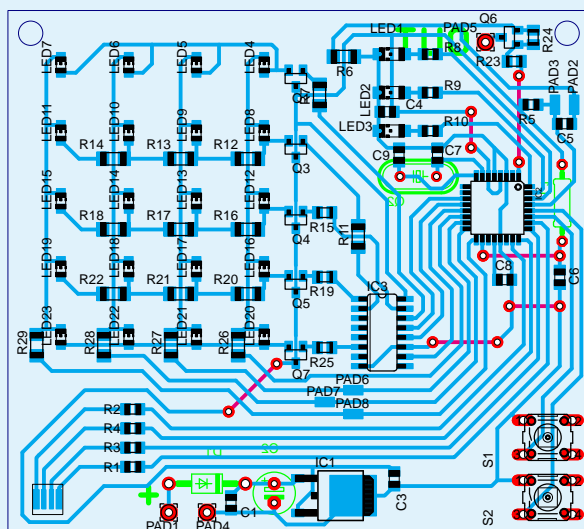 Q6
LED1
PAD5
R24
LED7
LED6
LED5
LED4
R8
R23
R6
PAD3
PAD2
LED2
R9
C4
R5
LED11
LED10
LED9
LED8
LED3
R10
C5
R14
R13
R12
Q3
C9
C7
LED15
LED14
LED13
LED12
R18
R17
R16
Q4
R15
R11
LED19
LED18
LED17
LED16
C8
C6
R22
R21
R20
Q5
R19
IC3
LED23
LED22
LED21
LED20
R29
R28
R27
R26
R25
Q7
PAD6
PAD7
PAD8
R2
R4
R3
R1
IC1
S1
C1
C3
PAD1
PAD4
S2